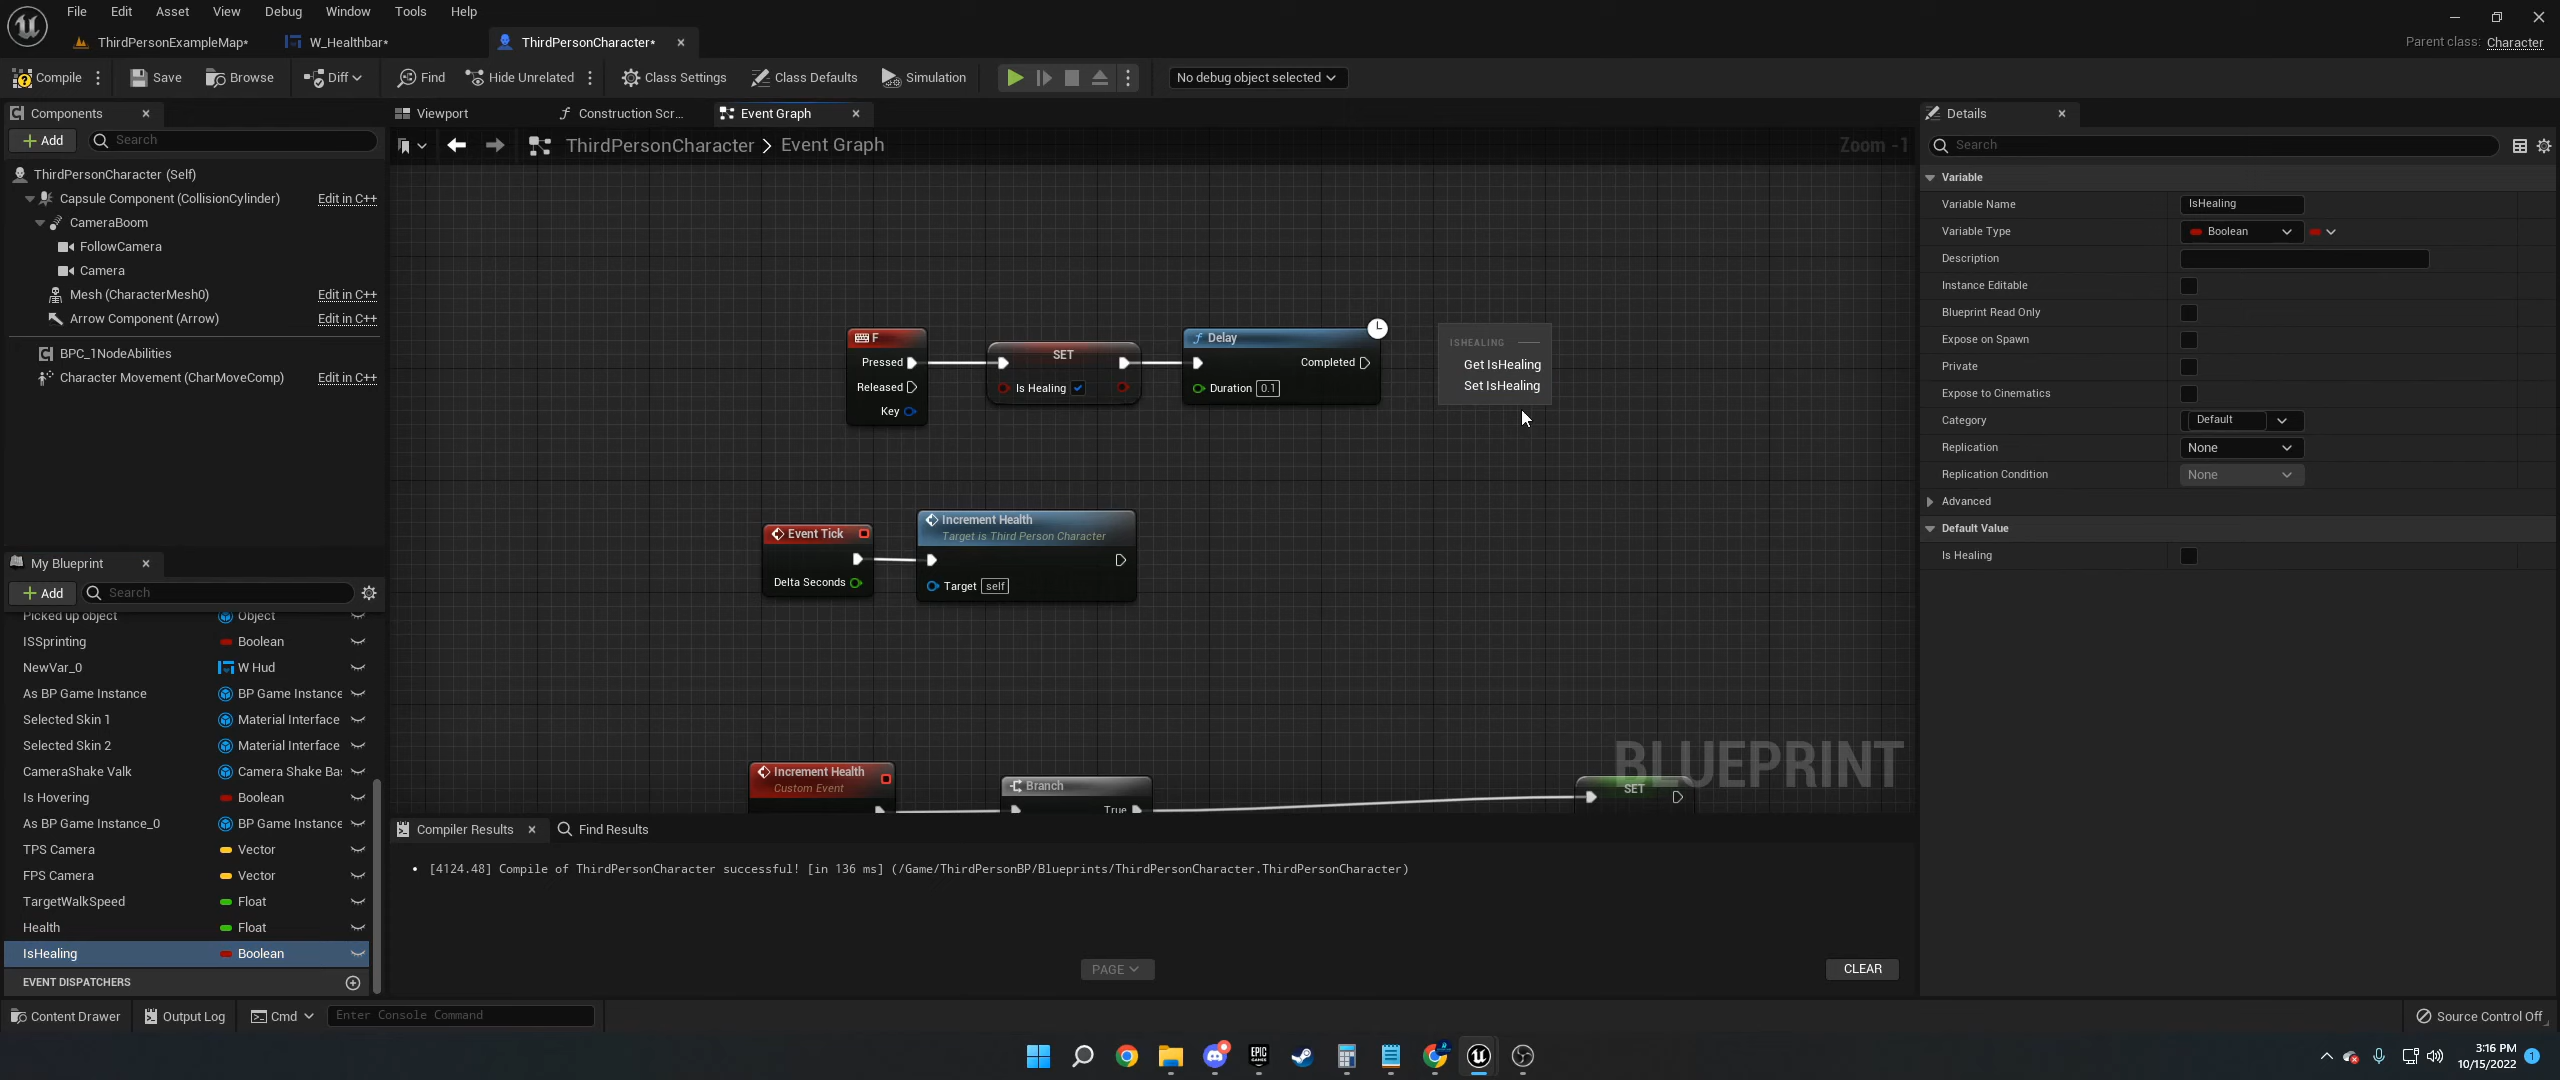 File Edit Asset View Debug Window Tools Help
ThirdPersonExampleMap* W_Healthbar* ThirdPersonCharacter*
Parent class: Character
Compile Save Browse Diff Find Hide Unrelated Class Settings Class Defaults Simulation No debug object selected
Components
Add Search
ThirdPersonCharacter (Self)
Capsule Component (CollisionCylinder) Edit in C++
CameraBoom
FollowCamera
Camera
Mesh (CharacterMesh0) Edit in C++
Arrow Component (Arrow) Edit in C++
BPC_1NodeAbilities
Character Movement (CharMoveComp) Edit in C++
My Blueprint
Add Search
Picked up object Object
ISSprinting Boolean
NewVar_0 W Hud
As BP Game Instance BP Game Instance
Selected Skin 1 Material Interface
Selected Skin 2 Material Interface
CameraShake Valk Camera Shake Ba
Is Hovering Boolean
As BP Game Instance_0 BP Game Instance
TPS Camera Vector
FPS Camera Vector
TargetWalkSpeed Float
Health Float
IsHealing Boolean
EVENT DISPATCHERS
Viewport Construction Scr... Event Graph
ThirdPersonCharacter > Event Graph
Zoom -1
F
Pressed
Released
Key
SET
Is Healing
Delay
Completed
Duration 0.1
ISHEALING
Get IsHealing
Set IsHealing
Event Tick
Delta Seconds
Increment Health
Target is Third Person Character
Target self
Increment Health
Custom Event
Branch
True
SET
BLUEPRINT
Compiler Results Find Results
• [4124.48] Compile of ThirdPersonCharacter successful! [in 136 ms] (/Game/ThirdPersonBP/Blueprints/ThirdPersonCharacter.ThirdPersonCharacter)
PAGE CLEAR
Details
Search
Variable
Variable Name IsHealing
Variable Type Boolean
Description
Instance Editable
Blueprint Read Only
Expose on Spawn
Private
Expose to Cinematics
Category Default
Replication None
Replication Condition None
Advanced
Default Value
Is Healing
Content Drawer Output Log Cmd Enter Console Command Source Control Off
EPIC GAMES
3:16 PM
10/15/2022
1